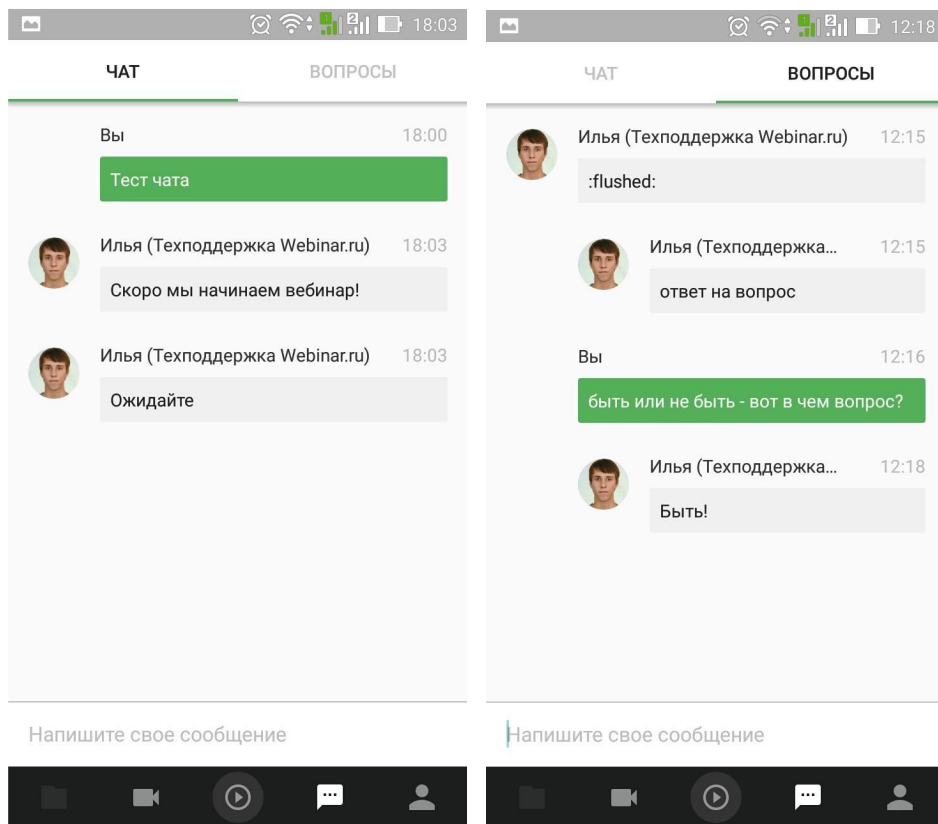 18:03
ЧАТ
ВОПРОСЫ
Вы
18:00
Тест чата
Илья (Техподдержка Webinar.ru)
18:03
Скоро мы начинаем вебинар!
Илья (Техподдержка Webinar.ru)
18:03
Ожидайте
Напишите свое сообщение
12:18
ЧАТ
ВОПРОСЫ
Илья (Техподдержка Webinar.ru)
12:15
:flushed:
Илья (Техподдержка...
12:15
ответ на вопрос
Вы
12:16
быть или не быть - вот в чем вопрос?
Илья (Техподдержка...
12:18
Быть!
Напишите свое сообщение